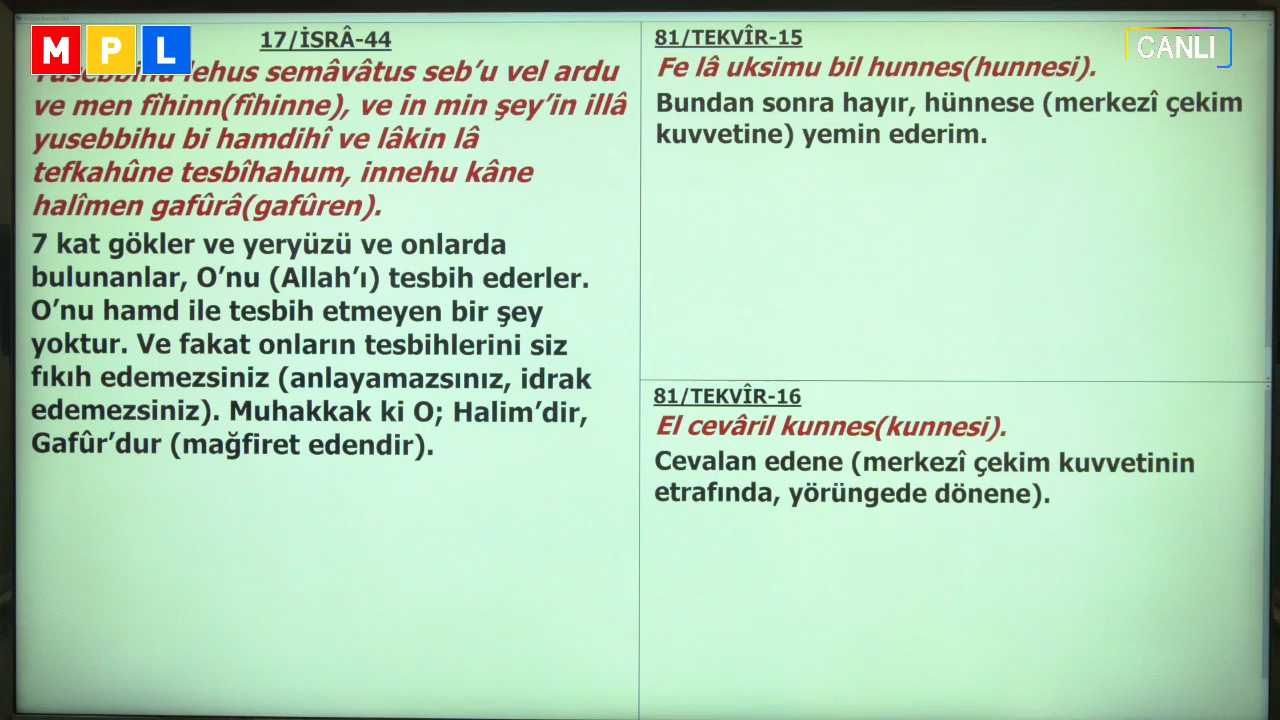 MPL
CANLI
17/İSRÂ-44
lehus semâvâtus seb’u vel ardu
ve men fîhinn(fîhinne), ve in min şey’in illâ
yusebbihu bi hamdihî ve lâkin lâ
tefkahûne tesbîhahum, innehu kâne
halîmen gafûrâ(gafûren).
7 kat gökler ve yeryüzü ve onlarda
bulunanlar, O’nu (Allah’ı) tesbih ederler.
O’nu hamd ile tesbih etmeyen bir şey
yoktur. Ve fakat onların tesbihlerini siz
fıkıh edemezsiniz (anlayamazsınız, idrak
edemezsiniz). Muhakkak ki O; Halim’dir,
Gafûr’dur (mağfiret edendir).
81/TEKVÎR-15
Fe lâ uksimu bil hunnes(hunnesi).
Bundan sonra hayır, hünnese (merkezî çekim
kuvvetine) yemin ederim.
81/TEKVÎR-16
El cevâril kunnes(kunnesi).
Cevalan edene (merkezî çekim kuvvetinin
etrafında, yörüngede dönene).